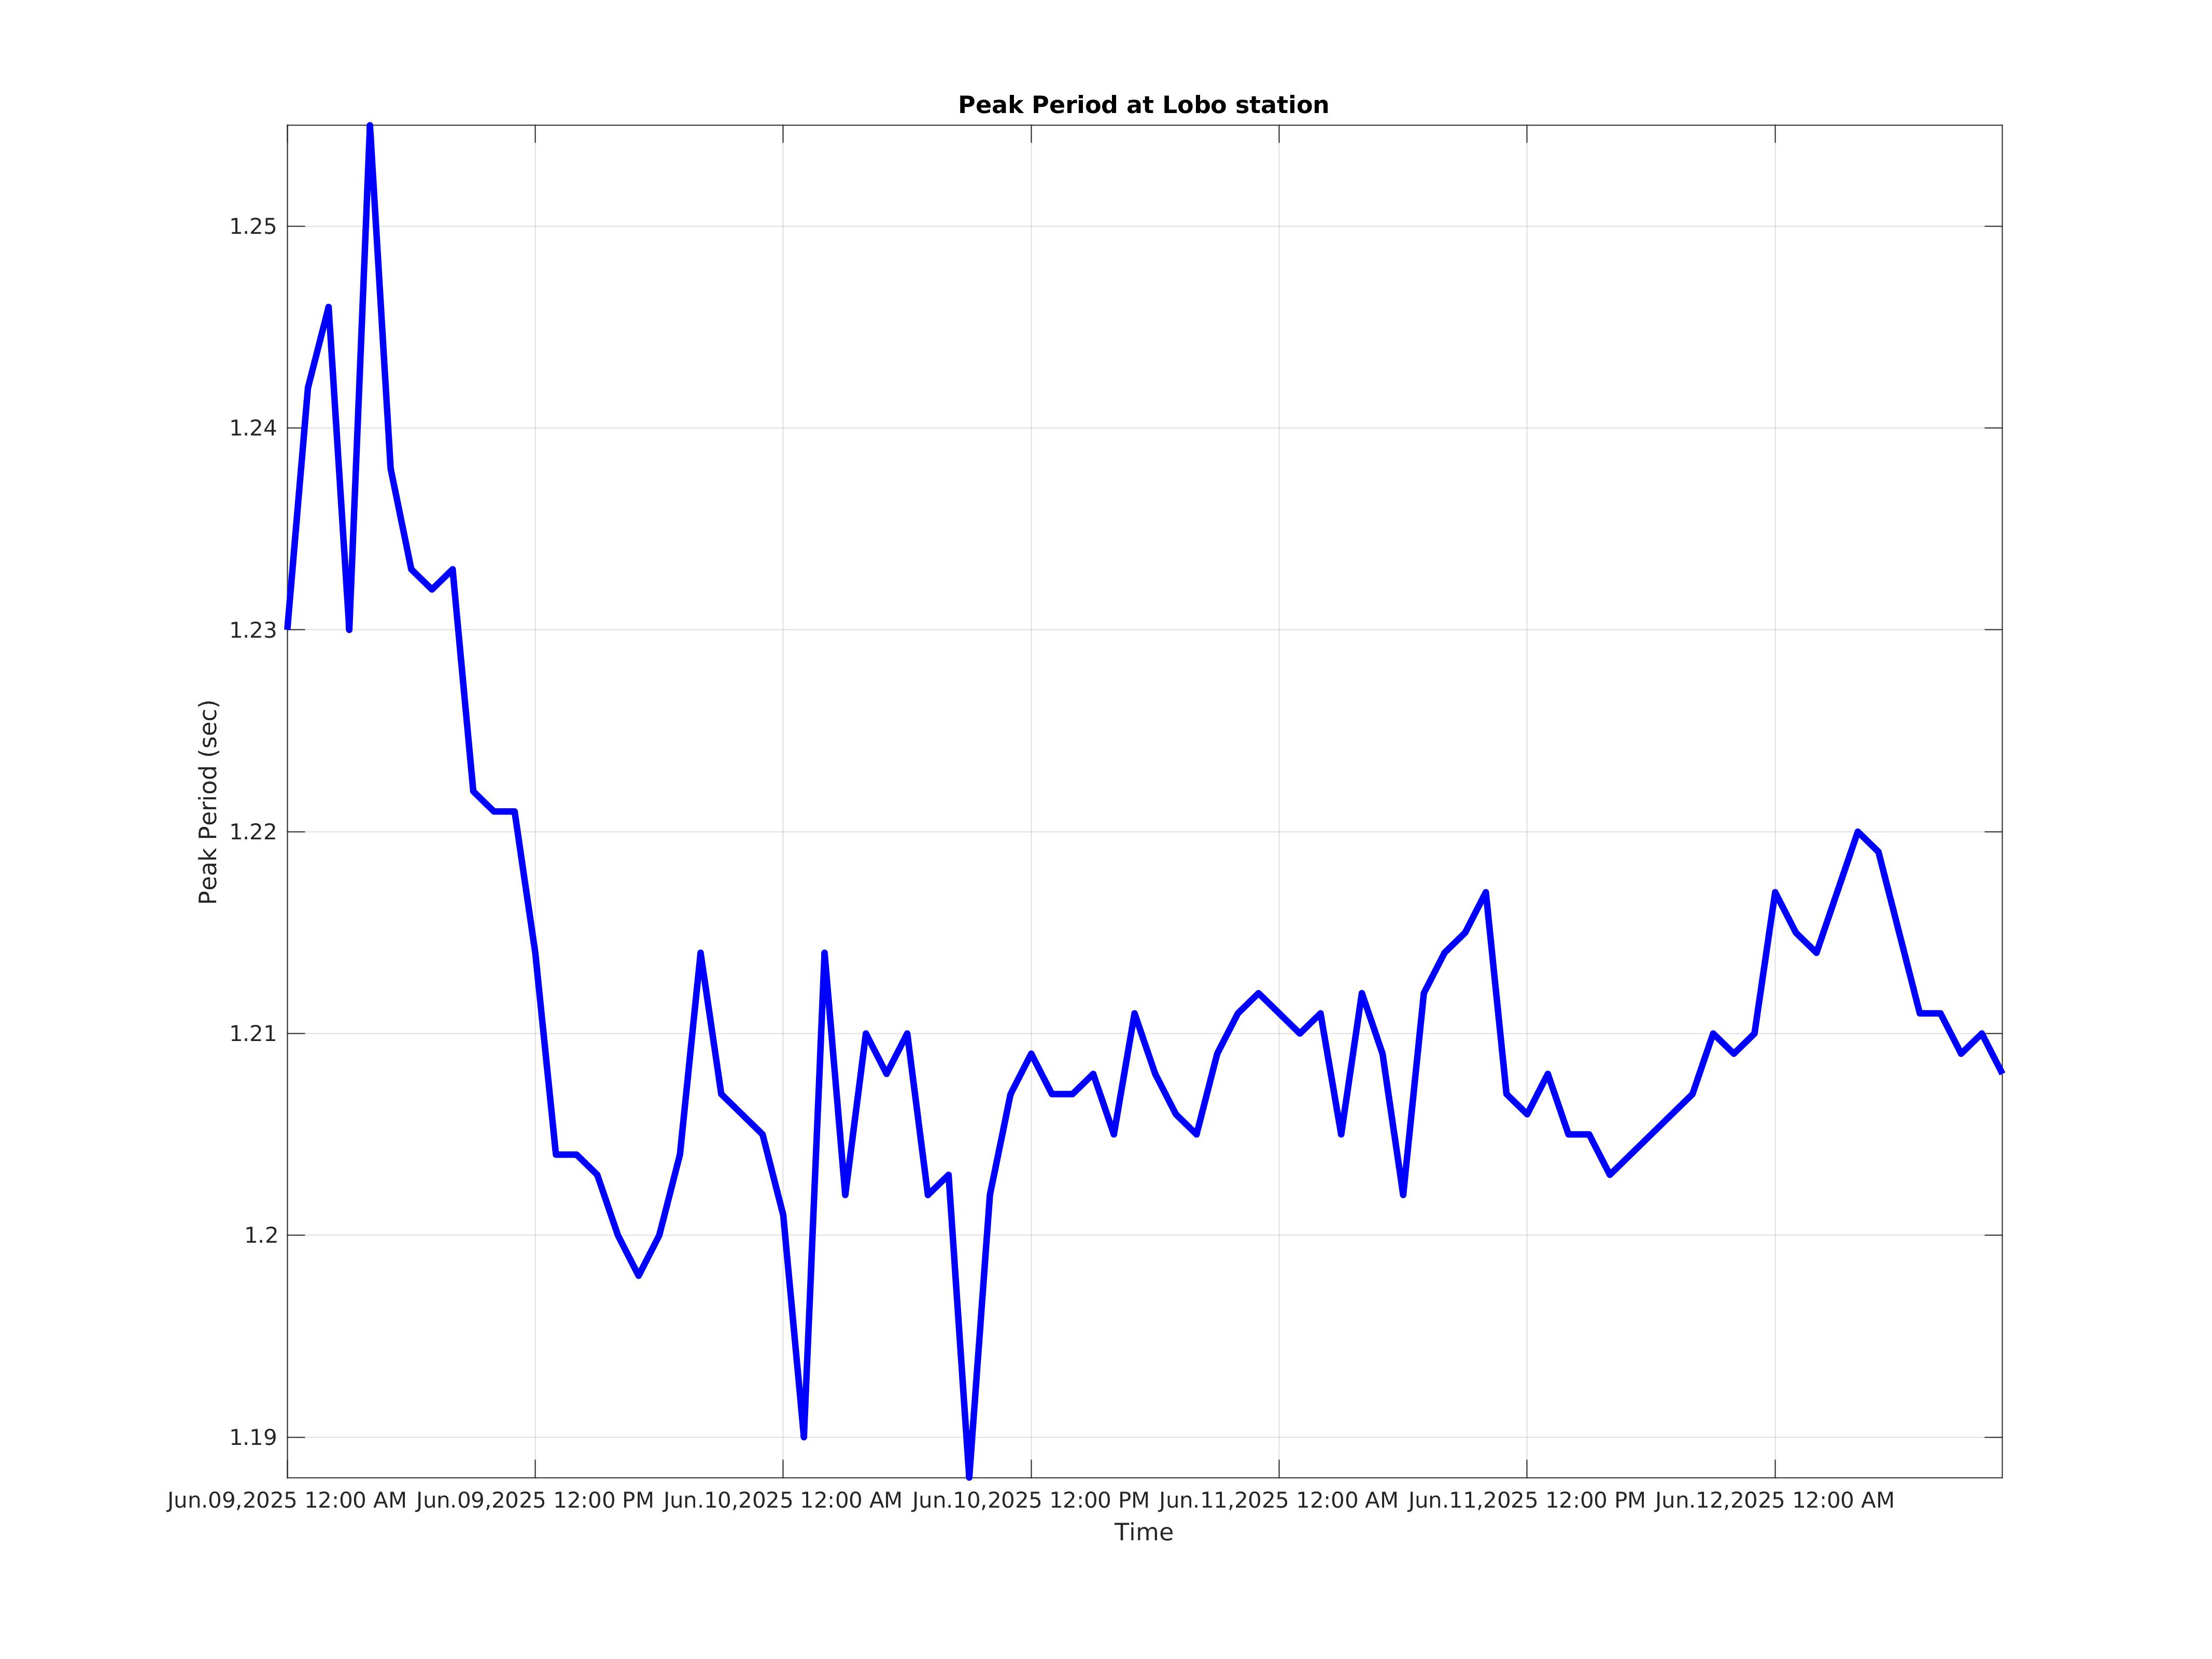 Peak Period at Lobo station
Peak Period (sec)
1.25
1.24
1.23
1.22
1.21
1.2
1.19
Jun.09,2025 12:00 AM Jun.09,2025 12:00 PM Jun.10,2025 12:00 AM Jun.10,2025 12:00 PM Jun.11,2025 12:00 AM Jun.11,2025 12:00 PM Jun.12,2025 12:00 AM
Time